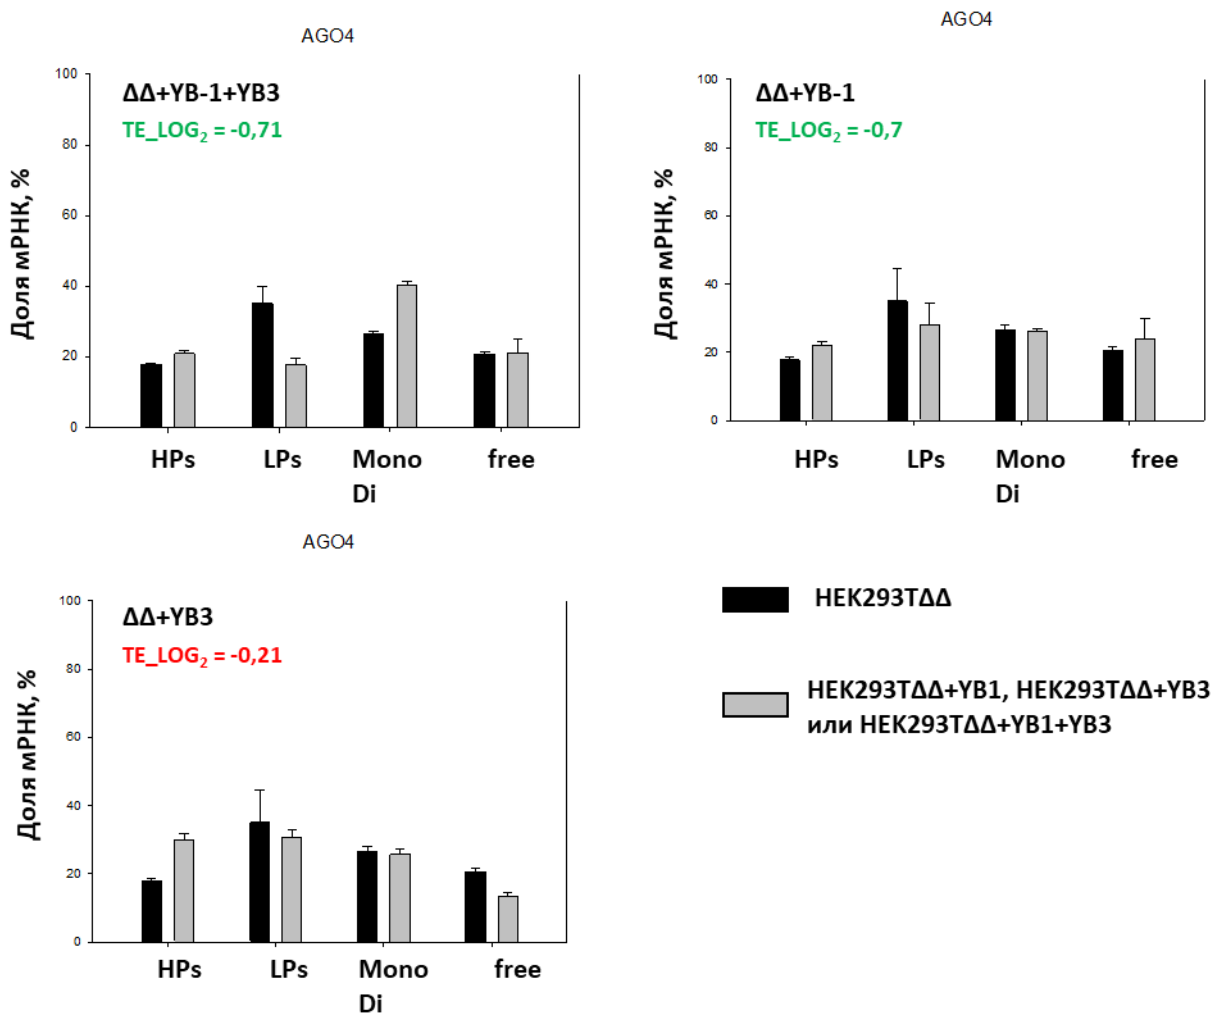 AGO4
ΔΔ+YB-1+YB3
TE_LOG₂ = -0,71
Доля мРНК, %
100
80
60
40
20
0
HPs LPs Mono free
Di
AGO4
ΔΔ+YB-1
TE_LOG₂ = -0,7
Доля мРНК, %
100
80
60
40
20
0
HPs LPs Mono free
Di
AGO4
ΔΔ+YB3
TE_LOG₂ = -0,21
Доля мРНК, %
100
80
60
40
20
0
HPs LPs Mono free
Di
HEK293TΔΔ
HEK293TΔΔ+YB1, HEK293TΔΔ+YB3
или HEK293TΔΔ+YB1+YB3